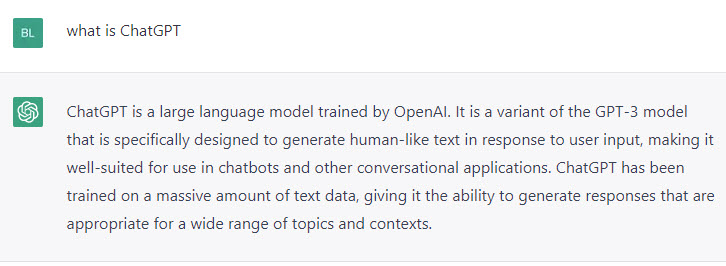 BL
what is ChatGPT
ChatGPT is a large language model trained by OpenAI. It is a variant of the GPT-3 model
that is specifically designed to generate human-like text in response to user input, making it
well-suited for use in chatbots and other conversational applications. ChatGPT has been
trained on a massive amount of text data, giving it the ability to generate responses that are
appropriate for a wide range of topics and contexts.